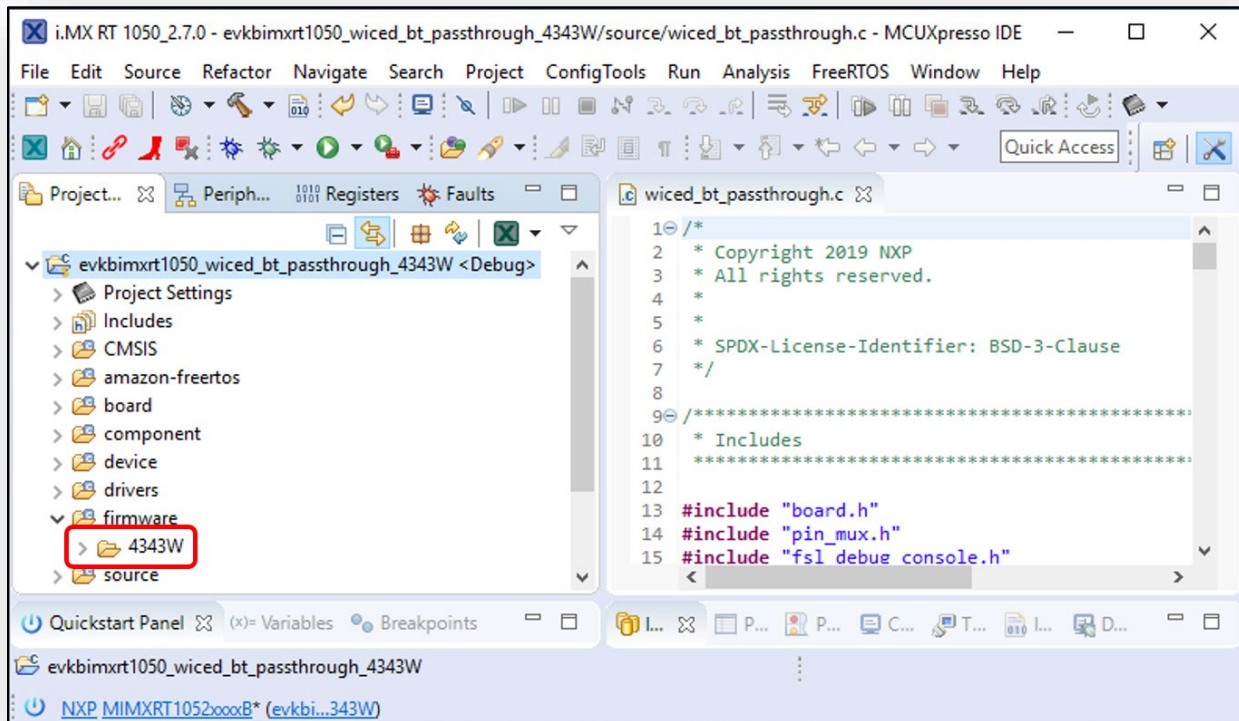 i.MX RT 1050_2.7.0 - evkbimxrt1050_wiced_bt_passthrough_4343W/source/wiced_bt_passthrough.c - MCUXpresso IDE
File Edit Source Refactor Navigate Search Project ConfigTools Run Analysis FreeRTOS Window Help
Quick Access
Project... Periph... Registers Faults
evkbimxrt1050_wiced_bt_passthrough_4343W <Debug>
Project Settings
Includes
CMSIS
amazon-freertos
board
component
device
drivers
firmware
4343W
source
wiced_bt_passthrough.c
1 /*
2 * Copyright 2019 NXP
3 * All rights reserved.
4 *
5 *
6 * SPDX-License-Identifier: BSD-3-Clause
7 */
8
9 /*********************************************
10 * Includes
11 *********************************************
12
13 #include "board.h"
14 #include "pin_mux.h"
15 #include "fsl_debug_console.h"
Quickstart Panel (x)= Variables Breakpoints
evkbimxrt1050_wiced_bt_passthrough_4343W
NXP MIMXRT1052xxxxB* (evkbi...343W)
I... P... P... C... T... I... D...